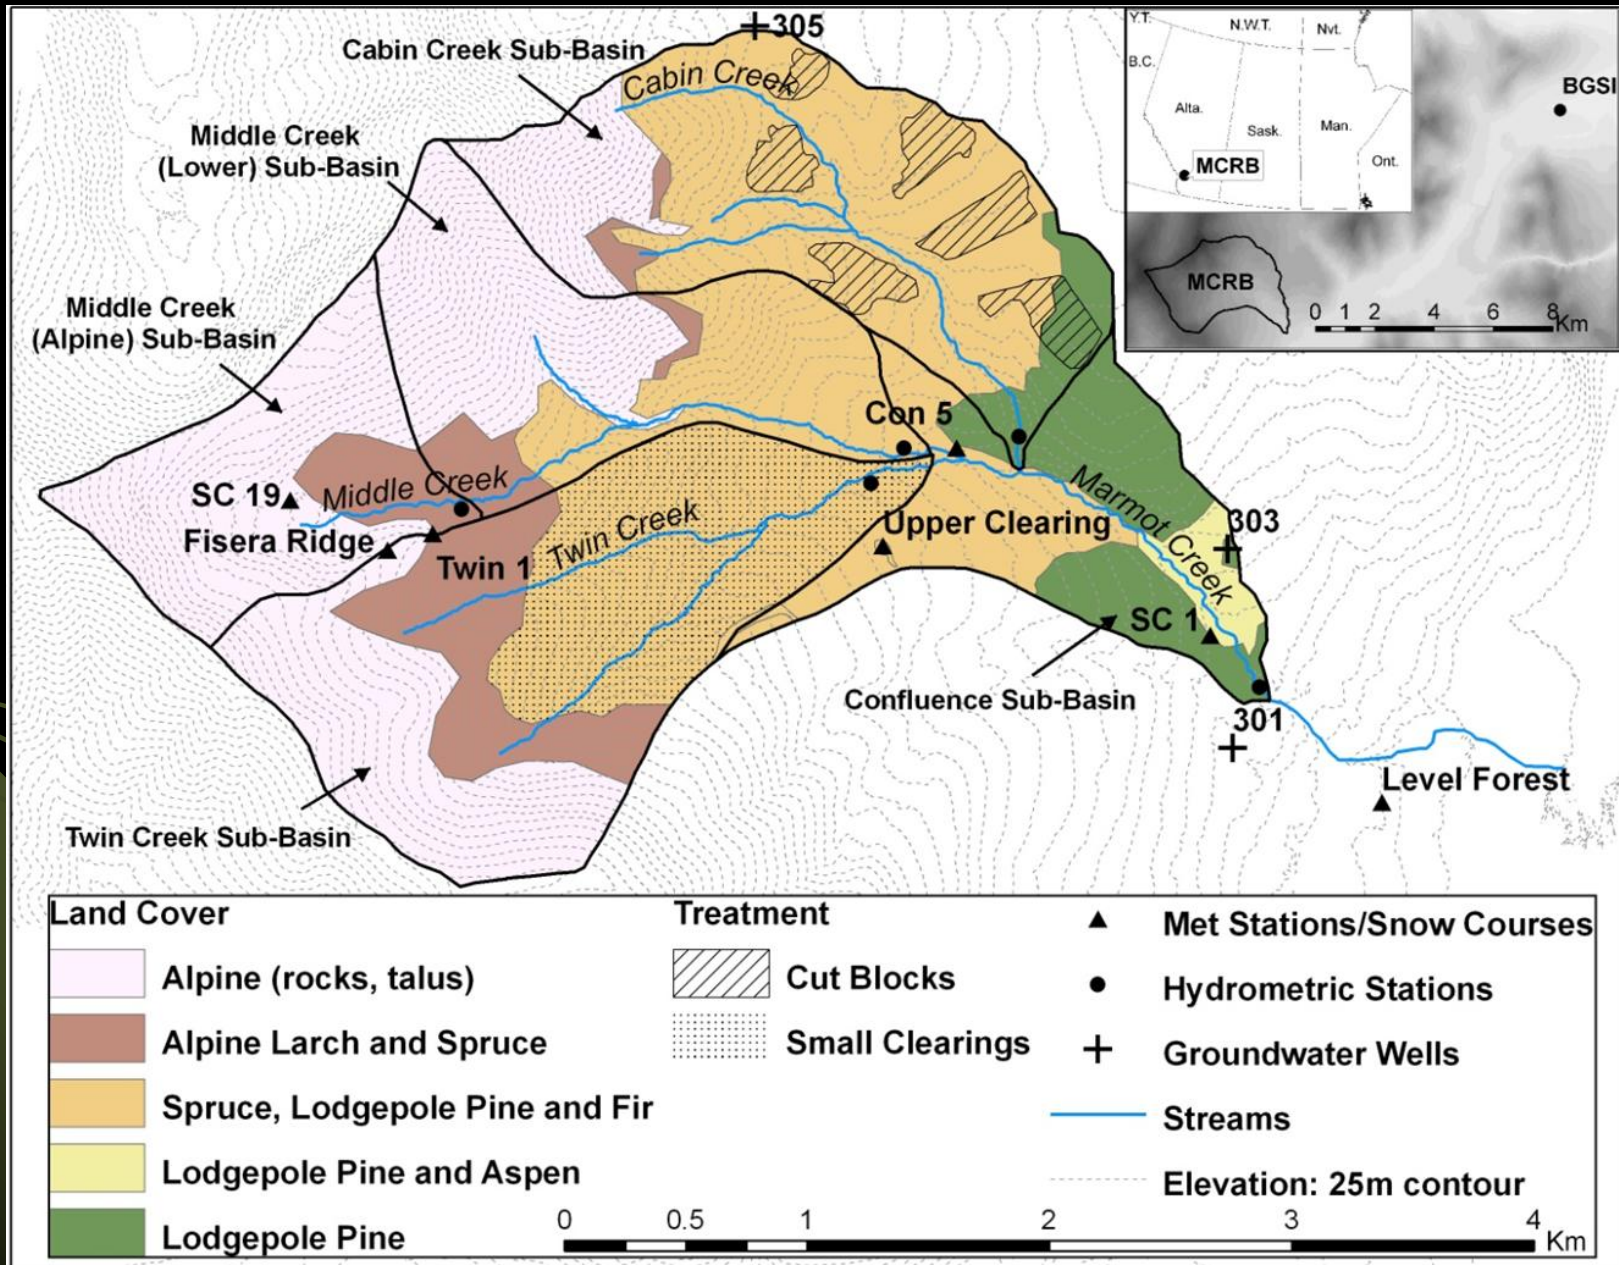 305
Cabin Creek Sub-Basin
Cabin Creek
Middle Creek
(Lower) Sub-Basin
Middle Creek
(Alpine) Sub-Basin
Y.T.
N.W.T.
Nvt.
B.C.
Alta.
Sask.
Man.
Ont.
MCRB
BGSI
MCRB
0 1 2 4 6 8 Km
Con 5
SC 19
Middle Creek
Fisera Ridge
Twin 1
Twin Creek
Upper Clearing
Marmot Creek
303
SC 1
Confluence Sub-Basin
301
Level Forest
Twin Creek Sub-Basin
Land Cover
Alpine (rocks, talus)
Alpine Larch and Spruce
Spruce, Lodgepole Pine and Fir
Lodgepole Pine and Aspen
Lodgepole Pine
Treatment
Cut Blocks
Small Clearings
Met Stations/Snow Courses
Hydrometric Stations
Groundwater Wells
Streams
Elevation: 25m contour
0 0.5 1 2 3 4 Km